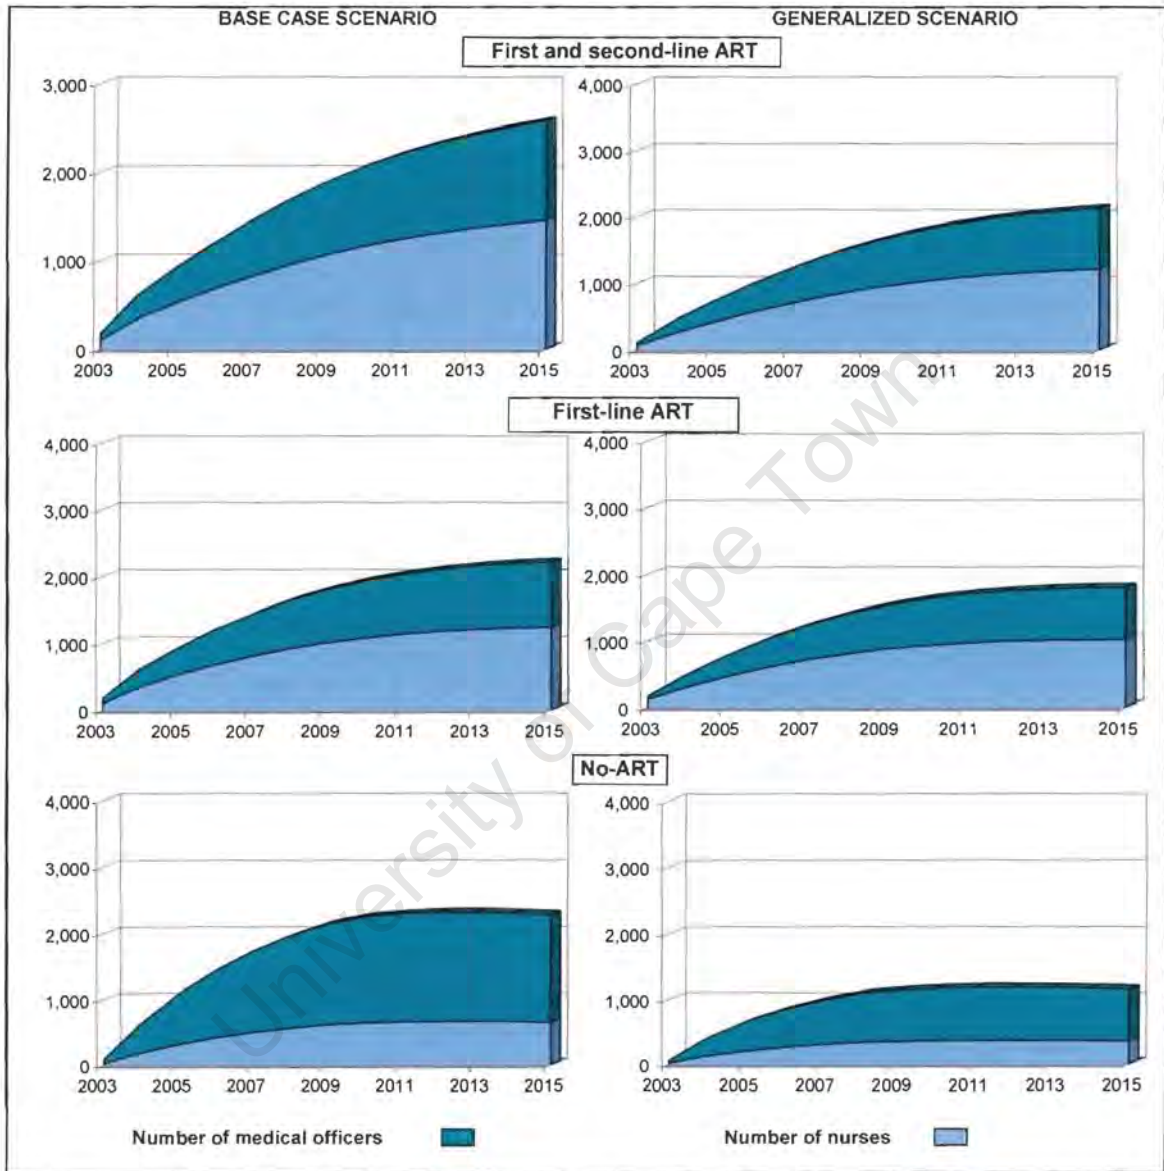 BASE CASE SCENARIO GENERALIZED SCENARIO
First and second-line ART
3,000
2,000
1,000
0
2003 2005 2007 2009 2011 2013 2015
4,000
3,000
2,000
1,000
0
2003 2005 2007 2009 2011 2013 2015
First-line ART
4,000
3,000
2,000
1,000
0
2003 2005 2007 2009 2011 2013 2015
4,000
3,000
2,000
1,000
0
2003 2005 2007 2009 2011 2013 2015
No-ART
4,000
3,000
2,000
1,000
0
2003 2005 2007 2009 2011 2013 2015
4,000
3,000
2,000
1,000
0
2003 2005 2007 2009 2011 2013 2015
Number of medical officers Number of nurses
University of Cape Town